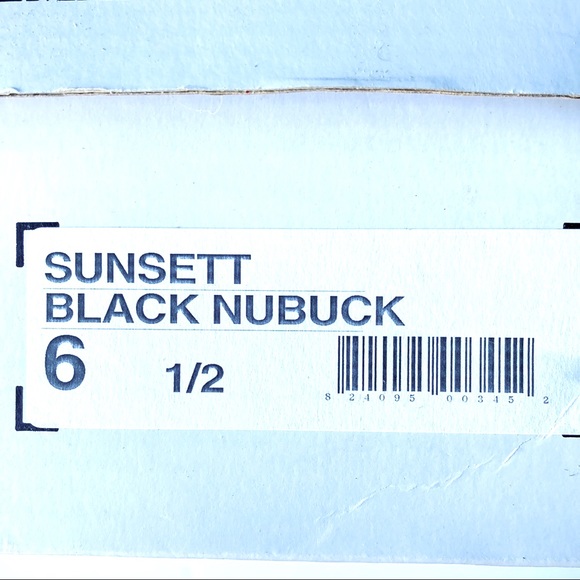 SUNSETT
BLACK NUBUCK
6 1/2
8 24095 00345 2